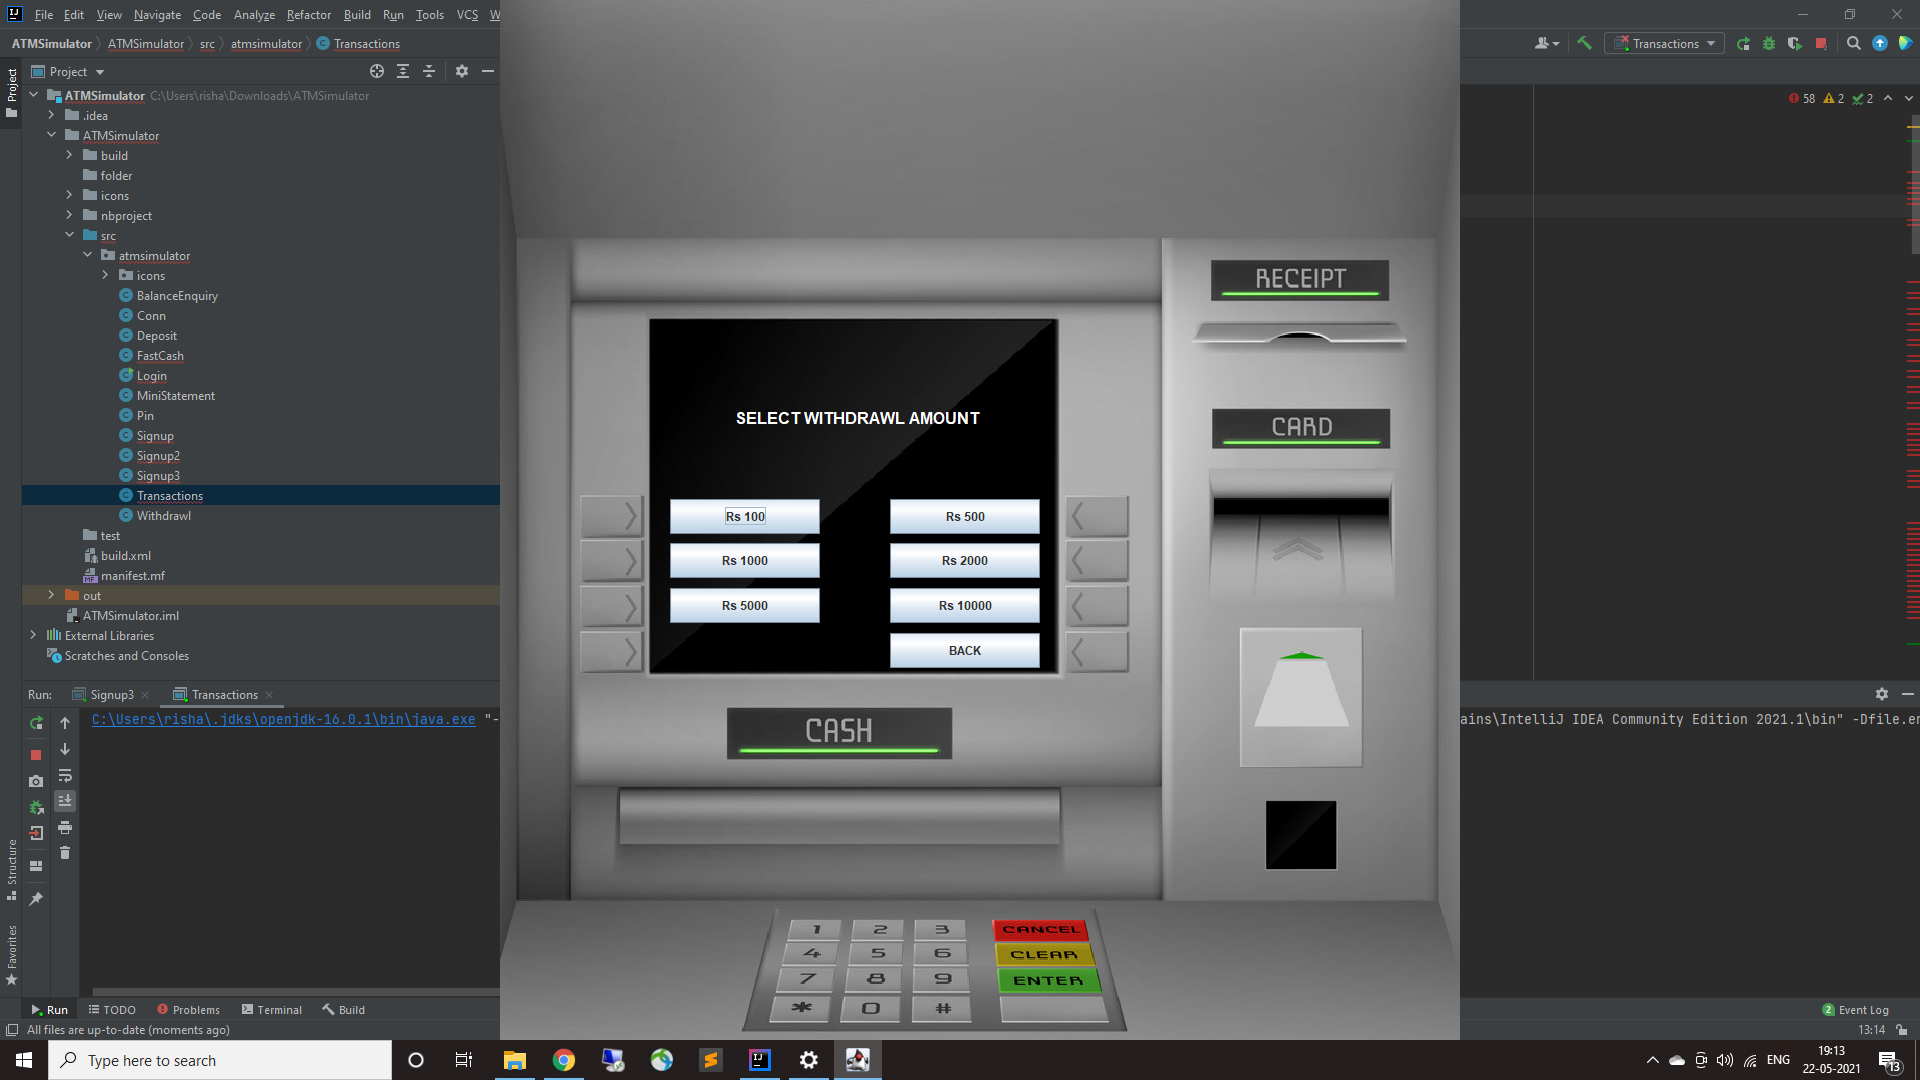 File Edit View Navigate Code Analyze Refactor Build Run Tools VCS W
ATMSimulator ATMSimulator src atmsimulator Transactions
Transactions
Project
Project
58 2 2
ATMSimulator C:\Users\risha\Downloads\ATMSimulator
.idea
ATMSimulator
build
folder
icons
nbproject
src
atmsimulator
icons
BalanceEnquiry
Conn
Deposit
FastCash
Login
MiniStatement
Pin
Signup
Signup2
Signup3
Transactions
Withdrawl
test
build.xml
manifest.mf
out
ATMSimulator.iml
External Libraries
Scratches and Consoles
RECEIPT
CARD
SELECT WITHDRAWL AMOUNT
Rs 100 Rs 500
Rs 1000 Rs 2000
Rs 5000 Rs 10000
BACK
CASH
1 2 3 CANCEL
4 5 6 CLEAR
7 8 9 ENTER
* 0 #
Run: Signup3 Transactions
C:\Users\risha\.jdks\openjdk-16.0.1\bin\java.exe "- ains\IntelliJ IDEA Community Edition 2021.1\bin" -Dfile.en
Structure
Favorites
Run TODO Problems Terminal Build
2 Event Log
All files are up-to-date (moments ago)
13:14
Type here to search
ENG
19:13
22-05-2021
13